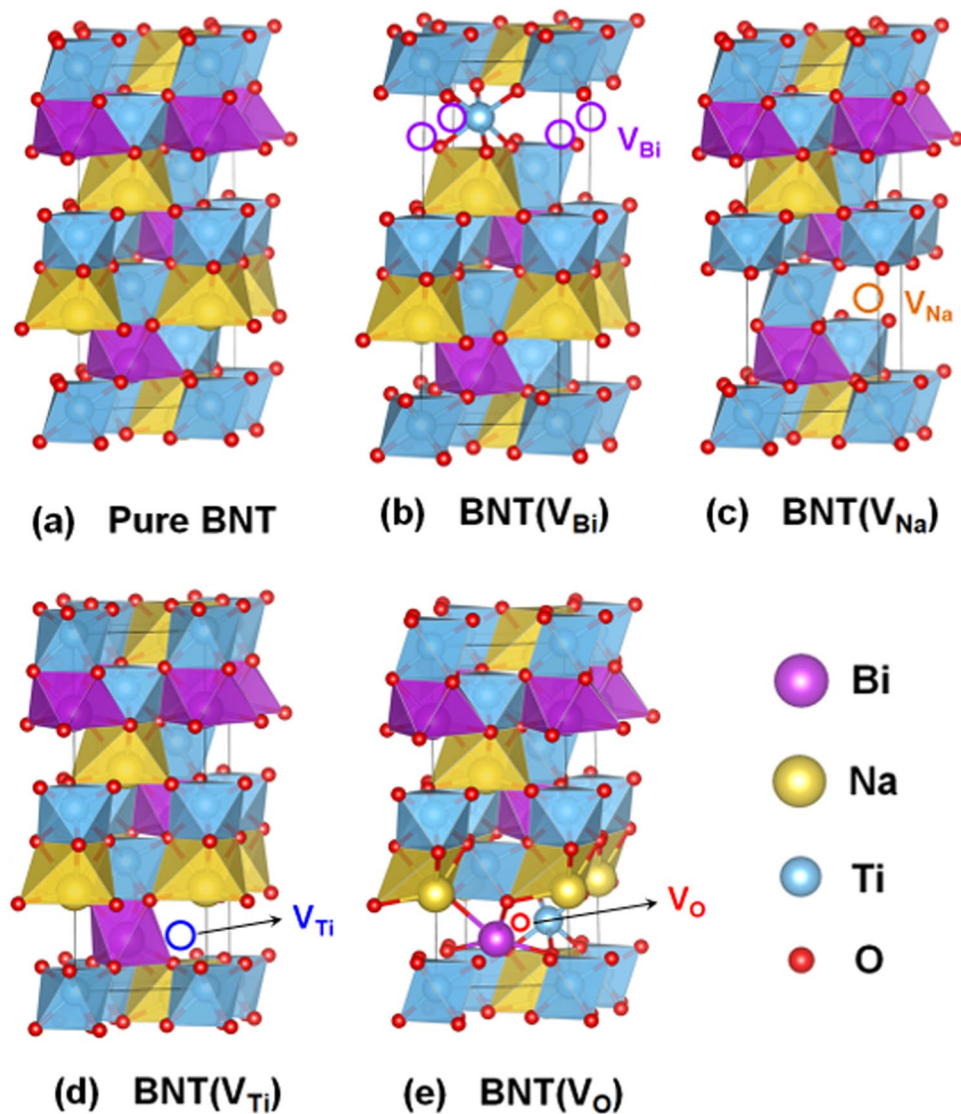 V_Bi
V_Na
(a) Pure BNT
(b) BNT(V_Bi)
(c) BNT(V_Na)
Bi
Na
V_Ti
V_O
Ti
O
(d) BNT(V_Ti)
(e) BNT(V_O)